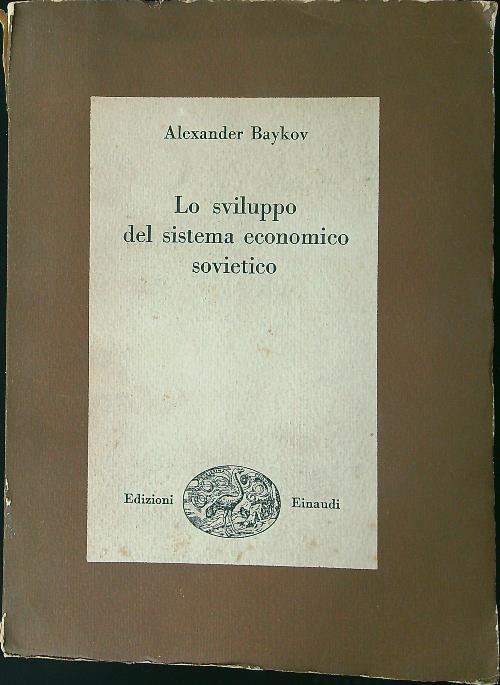 Alexander Baykov
Lo sviluppo
del sistema economico
sovietico
Edizioni Einaudi